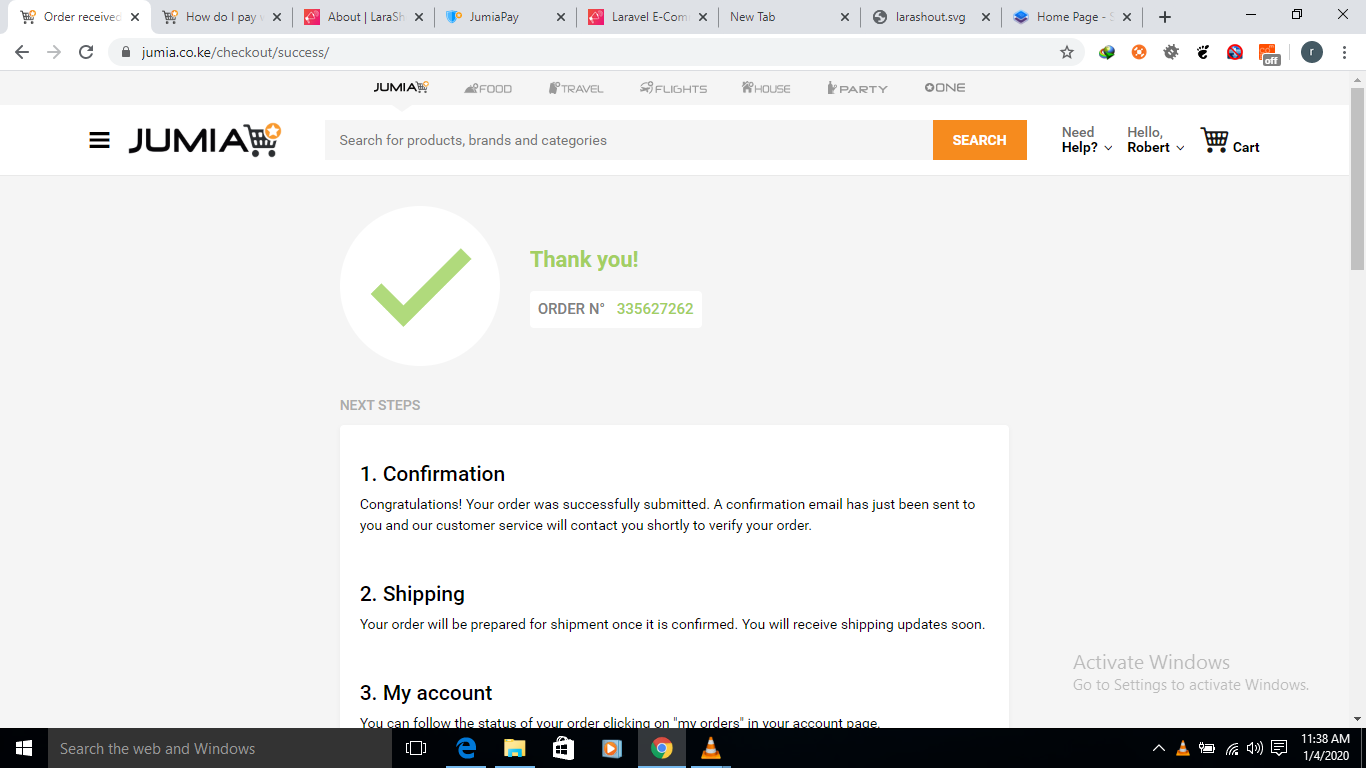 Order received
How do I pay
About | LaraSh
JumiaPay
Laravel E-Com
New Tab
larashout.svg
Home Page - S
jumia.co.ke/checkout/success/
off
r
JUMIA
FOOD
TRAVEL
FLIGHTS
HOUSE
PARTY
ONE
JUMIA
Search for products, brands and categories
SEARCH
Need
Help?
Hello,
Robert
Cart
Thank you!
ORDER N° 335627262
NEXT STEPS
1. Confirmation
Congratulations! Your order was successfully submitted. A confirmation email has just been sent to
you and our customer service will contact you shortly to verify your order.
2. Shipping
Your order will be prepared for shipment once it is confirmed. You will receive shipping updates soon.
3. My account
You can follow the status of your order clicking on "my orders" in your account page.
Activate Windows
Go to Settings to activate Windows.
Search the web and Windows
11:38 AM
1/4/2020